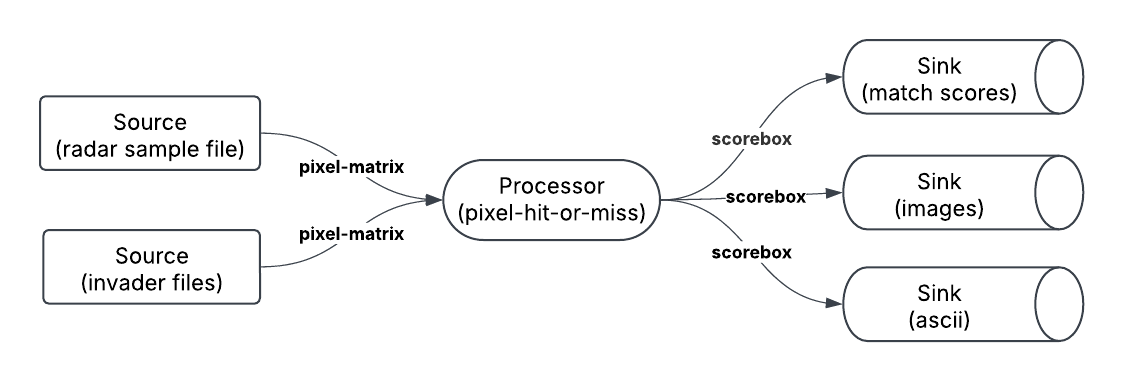 Source
(radar sample file)
pixel-matrix
Source
(invader files)
pixel-matrix
Processor
(pixel-hit-or-miss)
scorebox
Sink
(match scores)
scorebox
Sink
(images)
scorebox
Sink
(ascii)